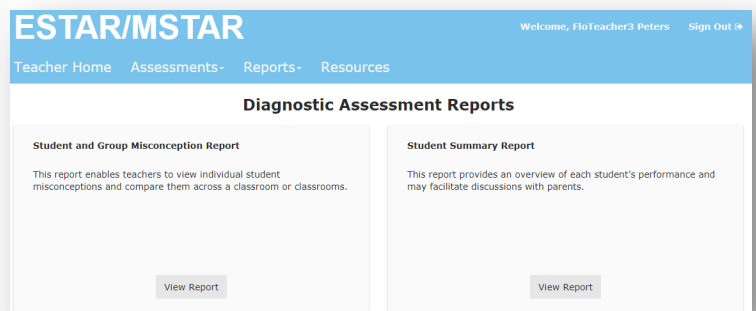 ESTAR/MSTAR
Welcome, FloTeacher3 Peters Sign Out
Teacher Home Assessments Reports Resources
Diagnostic Assessment Reports
Student and Group Misconception Report
This report enables teachers to view individual student
misconceptions and compare them across a classroom or classrooms.
View Report
Student Summary Report
This report provides an overview of each student's performance and
may facilitate discussions with parents.
View Report